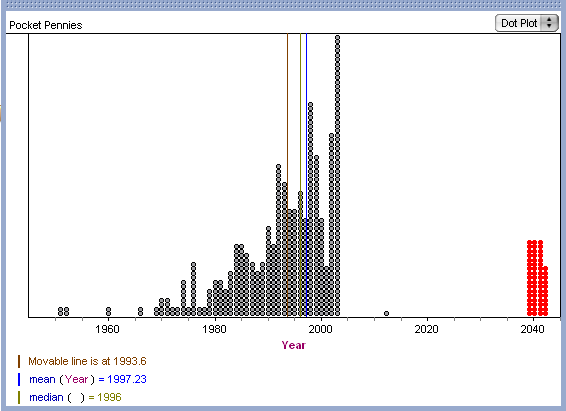 Pocket Pennies
Dot Plot
1960 1980 2000 2020 2040
Year
Movable line is at 1993.6
mean ( Year ) = 1997.23
median ( ) = 1996